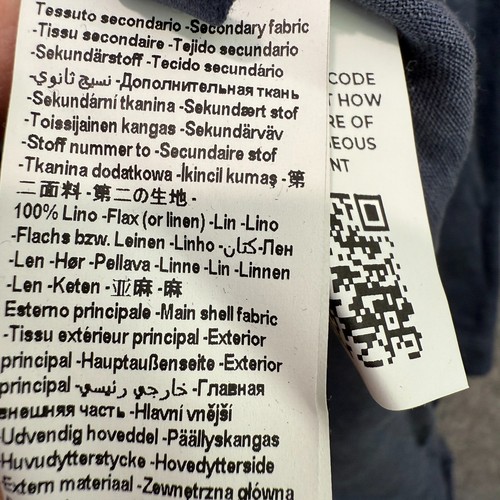 Tessuto secondario -Secondary fabric
-Tissu secondaire -Tejido secundario
-Sekundärstoff -Tecido secundário
-نسيج ثانوي -Дополнительная ткань
-Sekundární tkanina -Sekundært stof
-Toissijainen kangas -Sekundärväv
-Stoff nummer to -Secundaire stof
-Tkanina dodatkowa -İkincil kumaş -第
二面料 -第二の生地 -
100% Lino -Flax (or linen) -Lin -Lino
-Flachs bzw. Leinen -Linho -كتان -Лен
-Len -Hør -Pellava -Linne -Lin -Linnen
-Len -Keten -亚麻 -麻
Esterno principale -Main shell fabric
-Tissu extérieur principal -Exterior
principal -Hauptaußenseite -Exterior
principal -خارجي رئيسي -Главная
внешняя часть -Hlavní vnější
-Udvendig hoveddel -Päällyskangas
-Huvudyttersytcke -Hovedytterside
-Extern materiaal -Zewnętrzna główna
CODE
HOW
RE OF
EOUS
NT